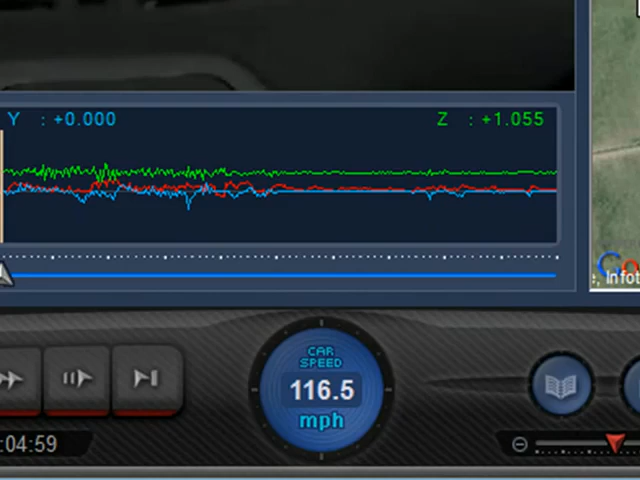 Y : +0.000
Z : +1.055
, Infot
CAR
SPEED
116.5
mph
:04:59